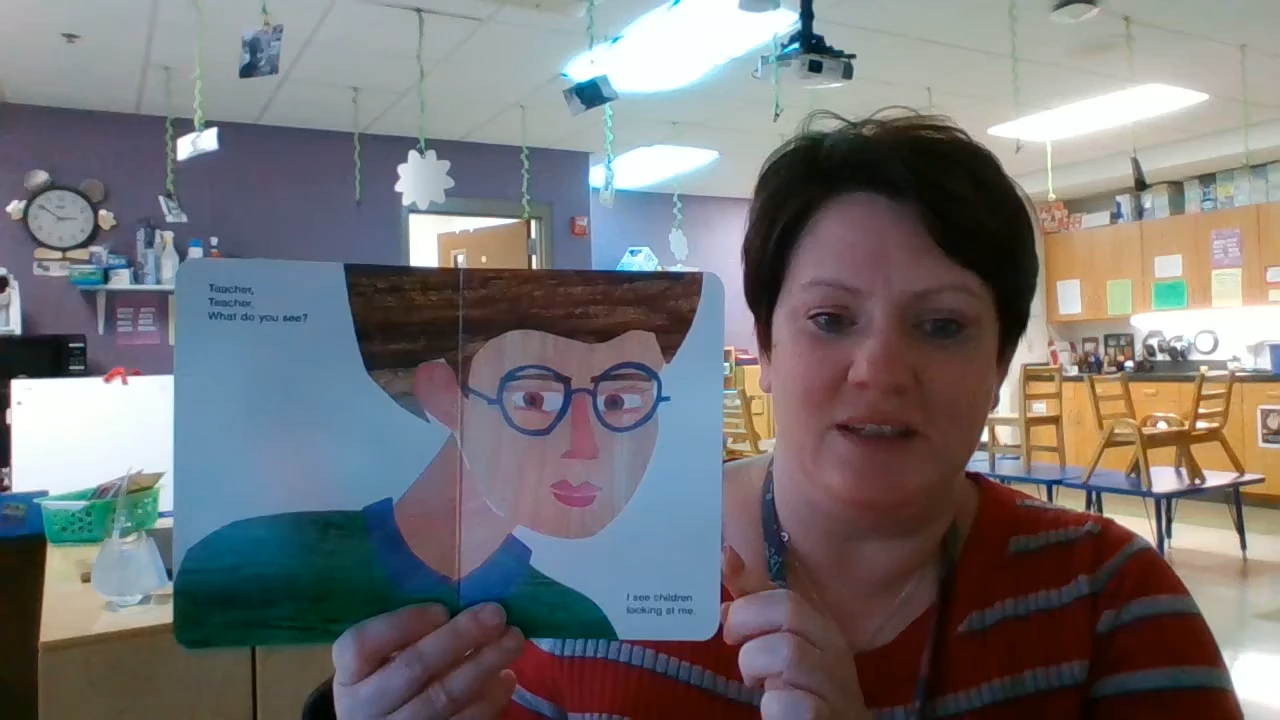 Teacher,
Teacher,
What do you see?
I see children
looking at me.